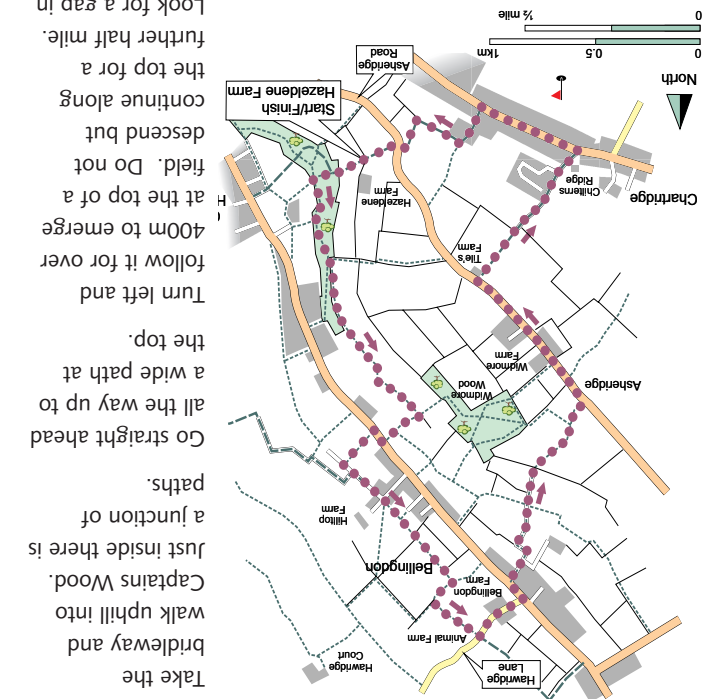 Hawridge
Lane
Hawridge
Court
Animal Farm
Bellingdon
Farm
Bellingdon
Hilltop
Farm
Asheridge
Widmore
Wood
Widmore
Farm
Tile's
Farm
Hazeldene
Farm
Chartridge
Chilterns
Ridge
Start/Finish
Hazeldene Farm
Asheridge
Road
North
0 0.5 1km
0 ½ mile
Take the
bridleway and
walk uphill into
Captains Wood.
Just inside there is
a junction of
paths.
Go straight ahead
all the way up to
a wide path at
the top.
Turn left and
follow it for over
400m to emerge
at the top of a
field. Do not
descend but
continue along
the top for a
further half mile.
Look for a gap in